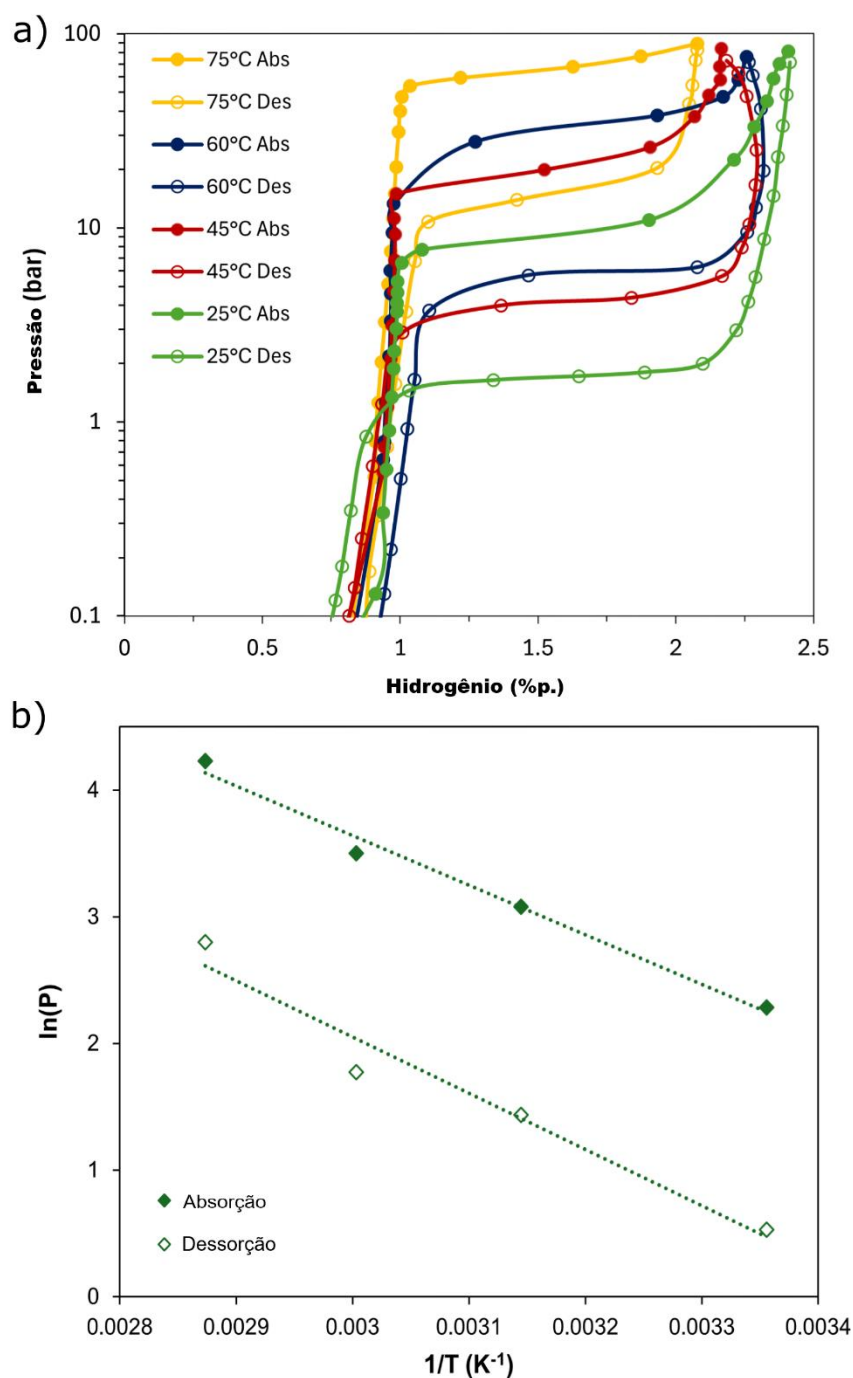 a)
100
10
1
0.1
Pressão (bar)
75°C Abs
75°C Des
60°C Abs
60°C Des
45°C Abs
45°C Des
25°C Abs
25°C Des
0 0.5 1 1.5 2 2.5
Hidrogênio (%p.)
b)
4
3
2
1
0
ln(P)
Absorção
Dessorção
0.0028 0.0029 0.003 0.0031 0.0032 0.0033 0.0034
1/T (K⁻¹)